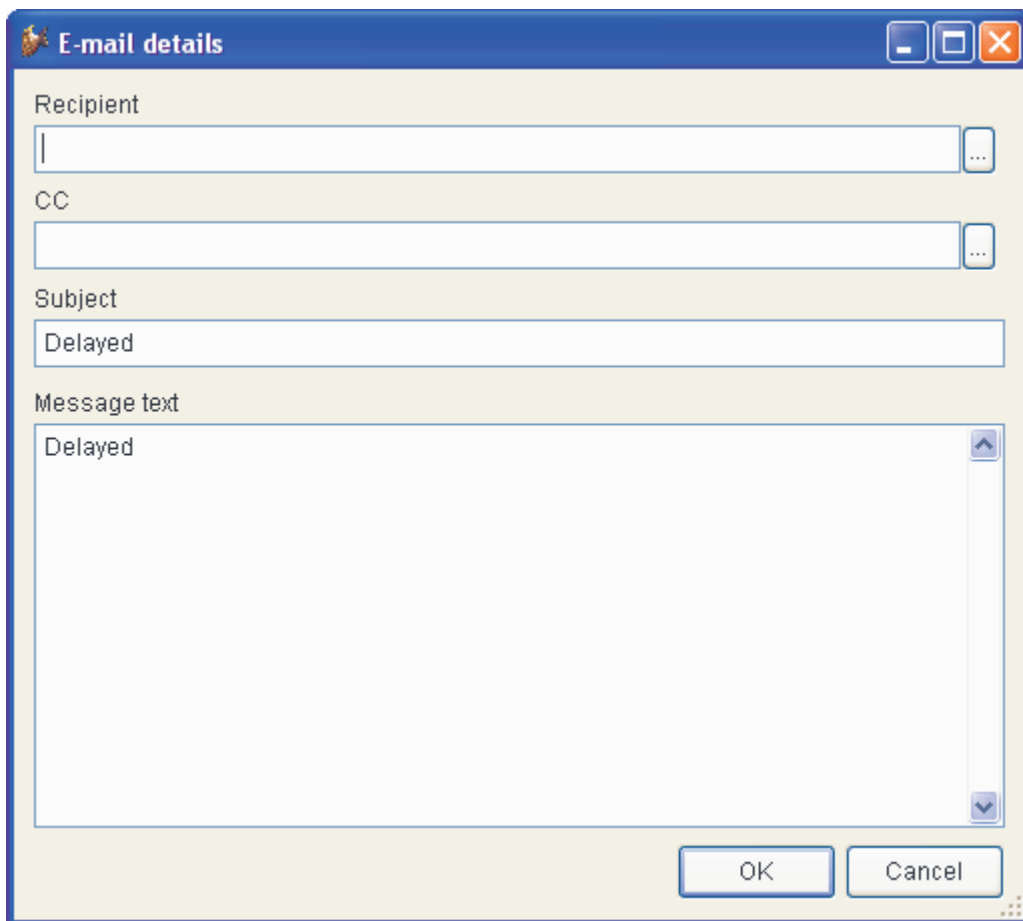 E-mail details
Recipient
...
CC
...
Subject
Delayed
Message text
Delayed
OK Cancel